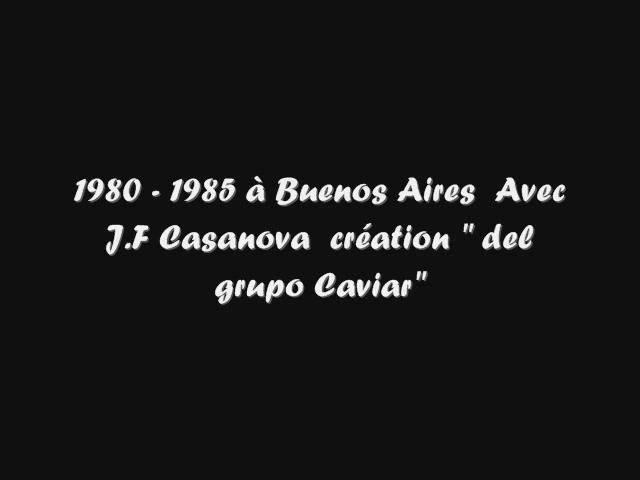 1980 - 1985 à Buenos Aires Avec
J.F Casanova création " del
grupo Caviar"